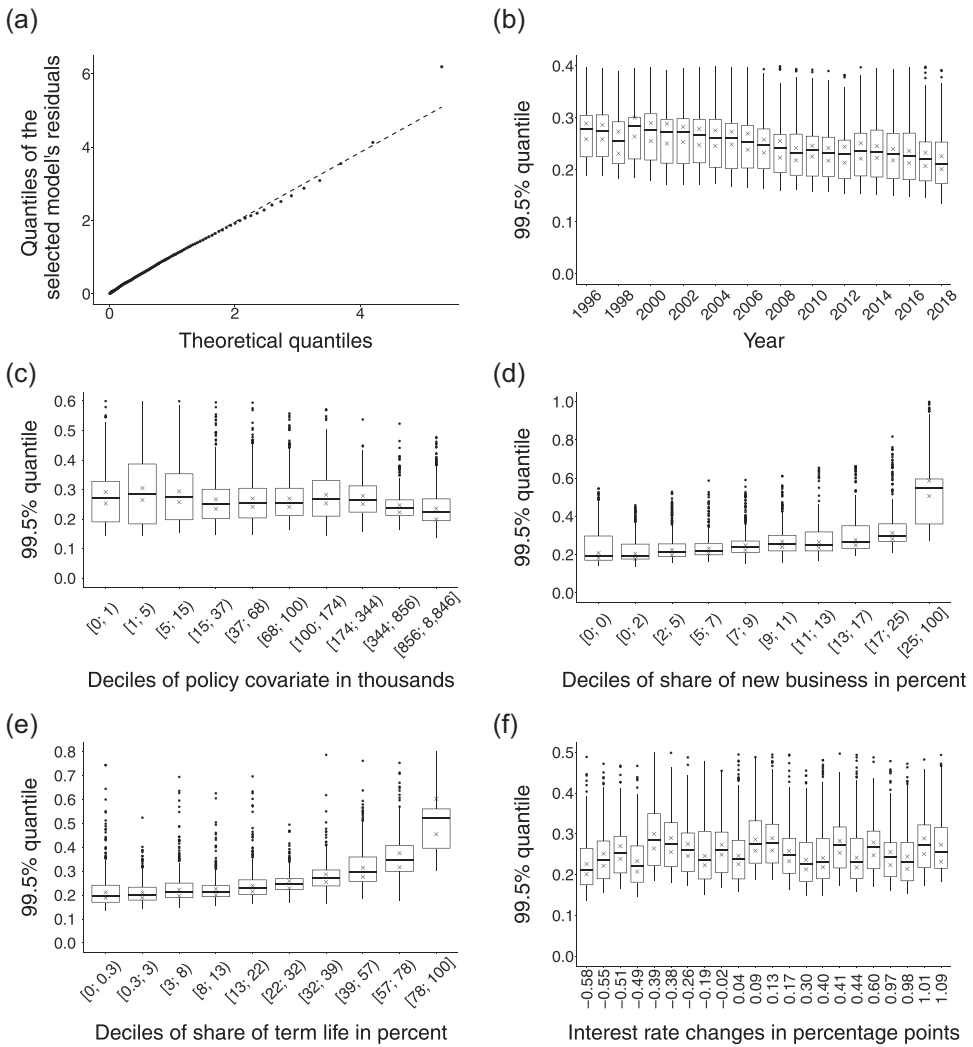 (a)
Quantiles of the
selected model's residuals
6
4
2
0
0 2 4
Theoretical quantiles
(b)
99.5% quantile
0.4
0.3
0.2
0.1
0.0
1996 1998 2000 2002 2004 2006 2008 2010 2012 2014 2016 2018
Year
(c)
99.5% quantile
0.6
0.5
0.4
0.3
0.2
0.1
0.0
[0; 1) [1; 5) [5; 15) [15; 37) [37; 68) [68; 100) [100; 174) [174; 344) [344; 856) [856; 8,846]
Deciles of policy covariate in thousands
(d)
99.5% quantile
1.0
0.8
0.6
0.4
0.2
0.0
[0; 0) [0; 2) [2; 5) [5; 7) [7; 9) [9; 11) [11; 13) [13; 17) [17; 25) [25; 100]
Deciles of share of new business in percent
(e)
99.5% quantile
0.8
0.7
0.6
0.5
0.4
0.3
0.2
0.1
0.0
[0; 0.3) [0.3; 3) [3; 8) [8; 13) [13; 22) [22; 32) [32; 39) [39; 57) [57; 78) [78; 100]
Deciles of share of term life in percent
(f)
99.5% quantile
0.5
0.4
0.3
0.2
0.1
0.0
−0.58 −0.55 −0.51 −0.49 −0.39 −0.38 −0.26 −0.19 −0.02 0.04 0.09 0.13 0.17 0.30 0.40 0.41 0.44 0.60 0.97 0.98 1.01 1.09
Interest rate changes in percentage points